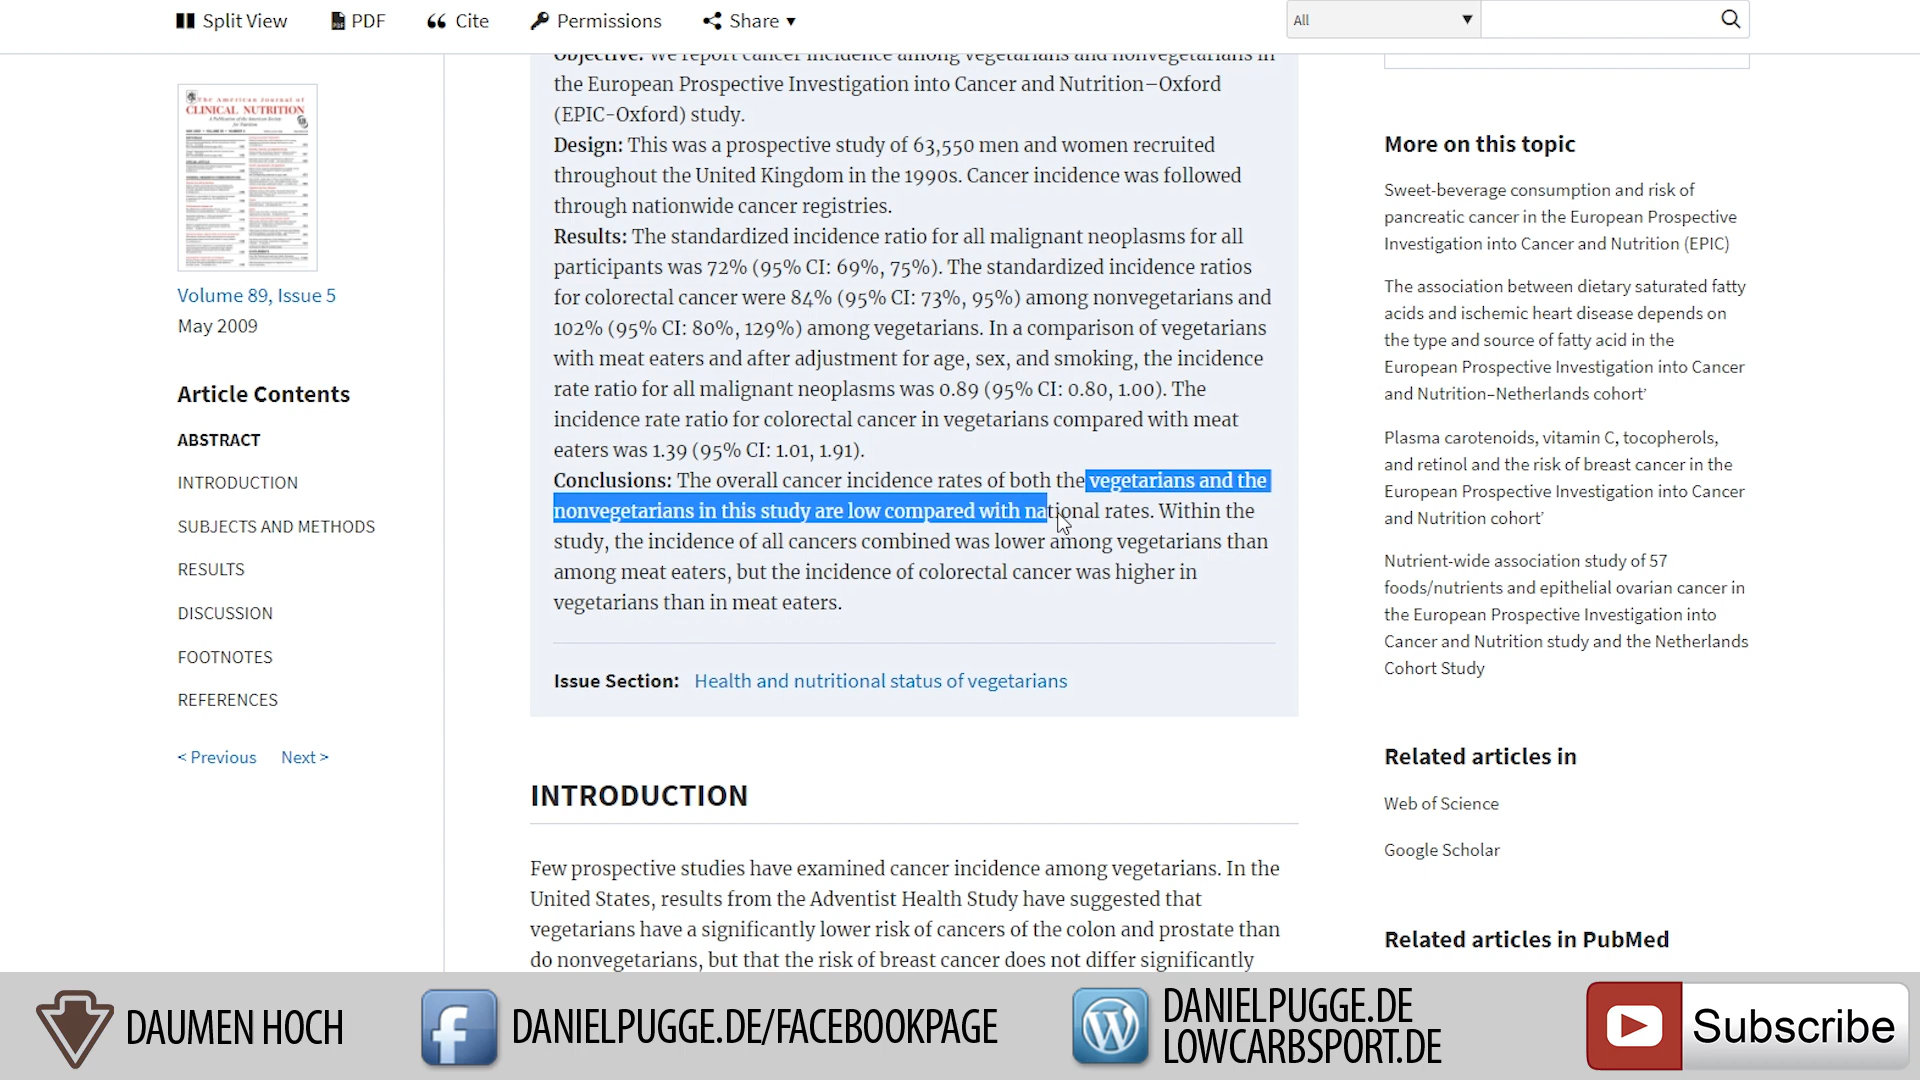 Split View
PDF
Cite
Permissions
Share
All
Objective: We report cancer incidence among vegetarians and nonvegetarians in
the European Prospective Investigation into Cancer and Nutrition–Oxford
(EPIC-Oxford) study.
Design: This was a prospective study of 63,550 men and women recruited
throughout the United Kingdom in the 1990s. Cancer incidence was followed
through nationwide cancer registries.
Results: The standardized incidence ratio for all malignant neoplasms for all
participants was 72% (95% CI: 69%, 75%). The standardized incidence ratios
for colorectal cancer were 84% (95% CI: 73%, 95%) among nonvegetarians and
102% (95% CI: 80%, 129%) among vegetarians. In a comparison of vegetarians
with meat eaters and after adjustment for age, sex, and smoking, the incidence
rate ratio for all malignant neoplasms was 0.89 (95% CI: 0.80, 1.00). The
incidence rate ratio for colorectal cancer in vegetarians compared with meat
eaters was 1.39 (95% CI: 1.01, 1.91).
Conclusions: The overall cancer incidence rates of both the vegetarians and the
nonvegetarians in this study are low compared with national rates. Within the
study, the incidence of all cancers combined was lower among vegetarians than
among meat eaters, but the incidence of colorectal cancer was higher in
vegetarians than in meat eaters.
Issue Section: Health and nutritional status of vegetarians
INTRODUCTION
Few prospective studies have examined cancer incidence among vegetarians. In the
United States, results from the Adventist Health Study have suggested that
vegetarians have a significantly lower risk of cancers of the colon and prostate than
do nonvegetarians, but that the risk of breast cancer does not differ significantly
The American Journal of
CLINICAL NUTRITION
Volume 89, Issue 5
May 2009
Article Contents
ABSTRACT
INTRODUCTION
SUBJECTS AND METHODS
RESULTS
DISCUSSION
FOOTNOTES
REFERENCES
< Previous
Next >
More on this topic
Sweet-beverage consumption and risk of
pancreatic cancer in the European Prospective
Investigation into Cancer and Nutrition (EPIC)
The association between dietary saturated fatty
acids and ischemic heart disease depends on
the type and source of fatty acid in the
European Prospective Investigation into Cancer
and Nutrition–Netherlands cohort’
Plasma carotenoids, vitamin C, tocopherols,
and retinol and the risk of breast cancer in the
European Prospective Investigation into Cancer
and Nutrition cohort’
Nutrient-wide association study of 57
foods/nutrients and epithelial ovarian cancer in
the European Prospective Investigation into
Cancer and Nutrition study and the Netherlands
Cohort Study
Related articles in
Web of Science
Google Scholar
Related articles in PubMed
DAUMEN HOCH
DANIELPUGGE.DE/FACEBOOKPAGE
DANIELPUGGE.DE
LOWCARBSPORT.DE
Subscribe